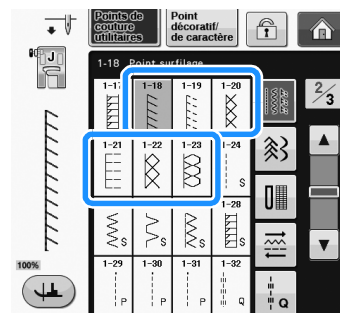 Points de
couture
utilitaires
Point
décoratif/
de caractère
J
1-18 Point surfilage
1-17 1-18 1-19 1-20
2/3
1-21 1-22 1-23 1-24
S
1-28
S S S S
100%
1-29 1-30 1-31 1-32
P P P Q
Q